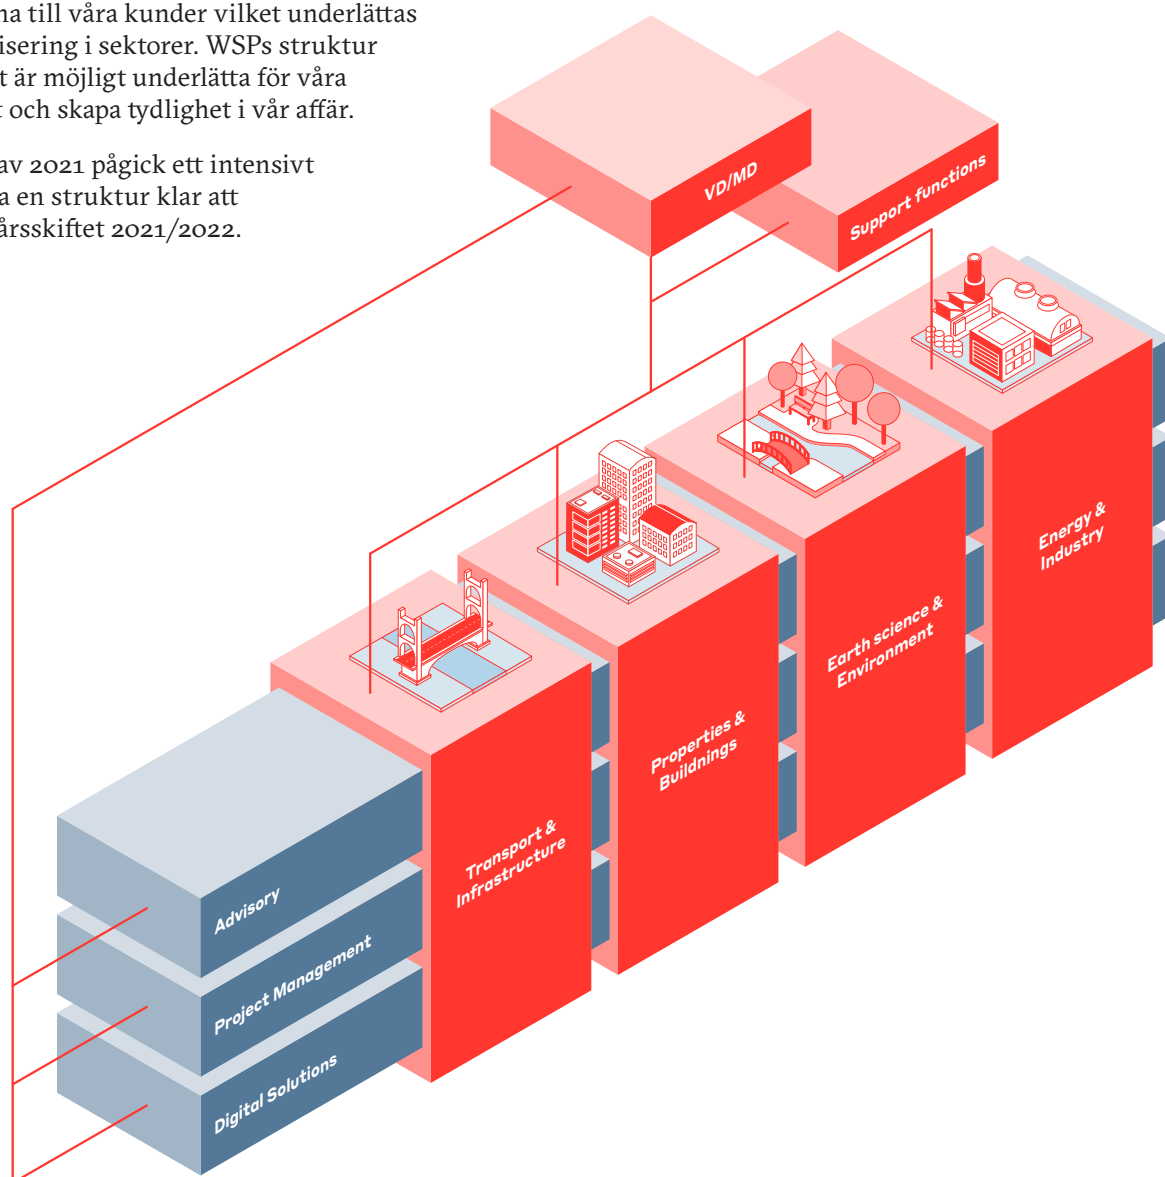 na till våra kunder vilket underlättas
isering i sektorer. WSPs struktur
t är möjligt underlätta för våra
t och skapa tydlighet i vår affär.
av 2021 pågick ett intensivt
a en struktur klar att
årsskiftet 2021/2022.
VD/MD
Support functions
Energy &
Industry
Earth science &
Environment
Properties &
Buildnings
Transport &
Infrastructure
Advisory
Project Management
Digital Solutions